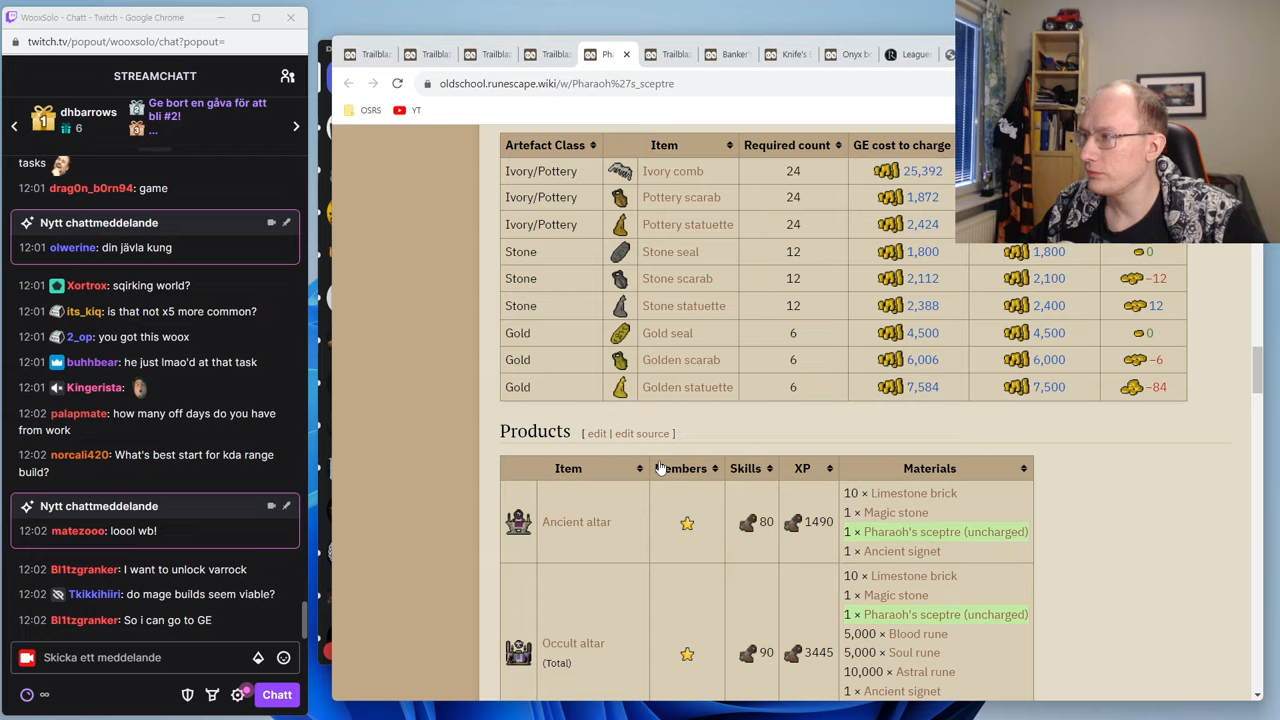 WooxSolo - Chatt - Twitch - Google Chrome
twitch.tv/popout/wooxsolo/chat?popout=
STREAMCHATT
1
dhbarrows
6
Ge bort en gåva för att
bli #2!
...
tasks
12:01 drag0n_b0rn94: game
Nytt chattmeddelande
12:01 olwerine: din jävla kung
12:01 Xortrox: sqirking world?
12:01 its_kiq: is that not x5 more common?
12:01 2_op: you got this woox
12:01 buhhbear: he just lmao'd at that task
12:01 Kingerista:
12:02 palapmate: how many off days do you have
from work
12:02 norcali420: What's best start for kda range
build?
Nytt chattmeddelande
12:02 matezooo: loool wb!
12:02 Bl1tzgranker: I want to unlock varrock
12:02 Tkikkihiiri: do mage builds seem viable?
12:02 Bl1tzgranker: So i can go to GE
Skicka ett meddelande
Chatt
Trailblaz
Trailblaz
Trailblaz
Trailblaz
Pha
Trailblaz
Banker's
Knife's E
Onyx bo
Leagues
oldschool.runescape.wiki/w/Pharaoh%27s_sceptre
OSRS
YT
Artefact Class Item Required count GE cost to charge
Ivory/Pottery Ivory comb 24 25,392
Ivory/Pottery Pottery scarab 24 1,872
Ivory/Pottery Pottery statuette 24 2,424
Stone Stone seal 12 1,800 1,800 0
Stone Stone scarab 12 2,112 2,100 −12
Stone Stone statuette 12 2,388 2,400 12
Gold Gold seal 6 4,500 4,500 0
Gold Golden scarab 6 6,006 6,000 −6
Gold Golden statuette 6 7,584 7,500 −84
Products [ edit | edit source ]
Item Members Skills XP Materials
Ancient altar 80 1490
10 × Limestone brick
1 × Magic stone
1 × Pharaoh's sceptre (uncharged)
1 × Ancient signet
Occult altar
(Total)
90 3445
10 × Limestone brick
1 × Magic stone
1 × Pharaoh's sceptre (uncharged)
5,000 × Blood rune
5,000 × Soul rune
10,000 × Astral rune
1 × Ancient signet